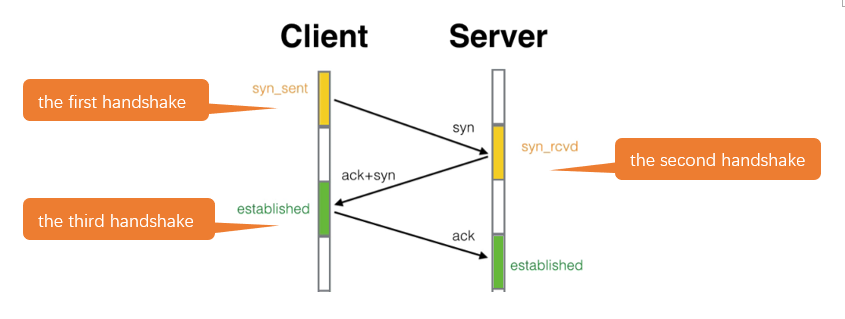 Client
Server
syn_sent
the first handshake
syn
syn_rcvd
the second handshake
ack+syn
established
the third handshake
ack
established